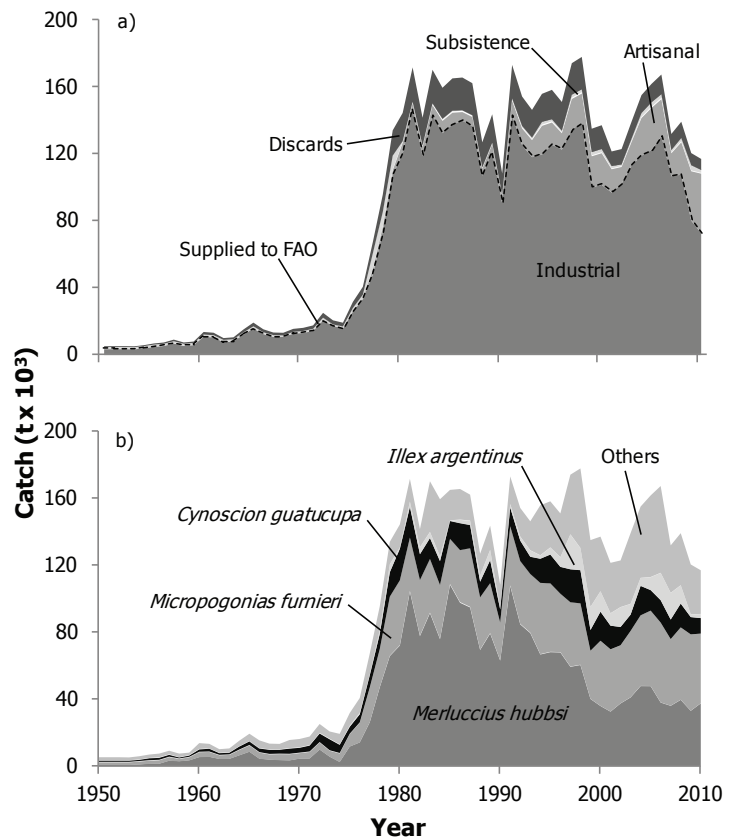 200
a)
Subsistence
Artisanal
160
Discards
120
80
Supplied to FAO
Industrial
40
0
Catch (t x 10³)
200
b)
Illex argentinus
Others
160
Cynoscion guatucupa
120
Micropogonias furnieri
80
40
Merluccius hubbsi
0
1950 1960 1970 1980 1990 2000 2010
Year